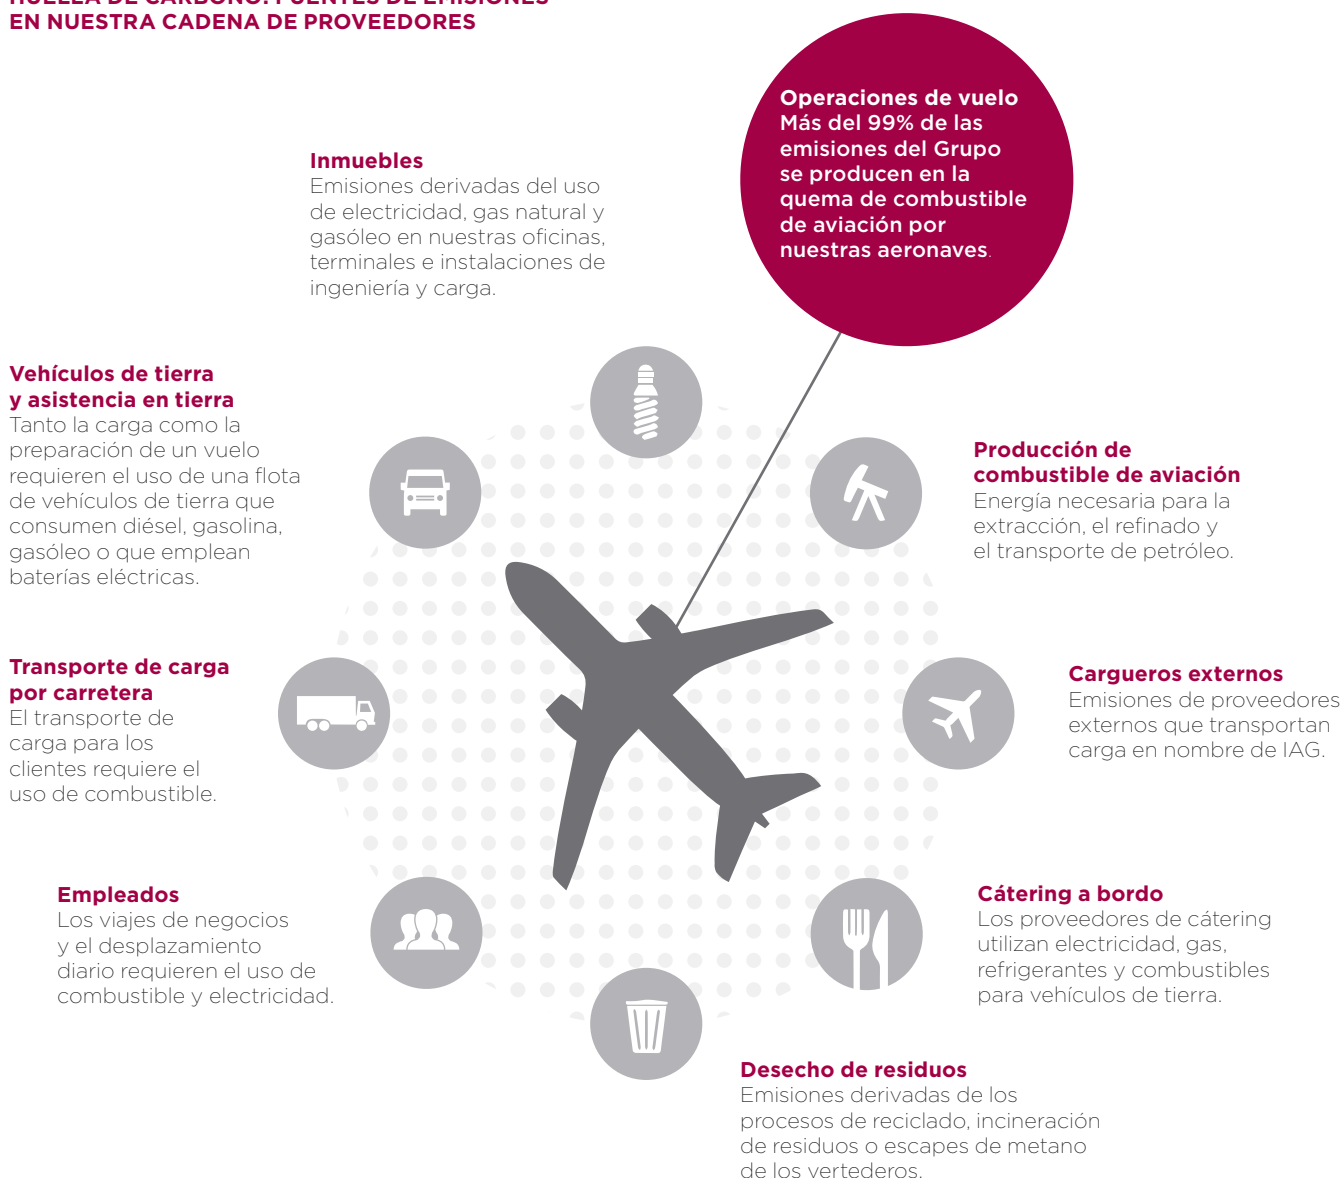 HUELLA DE CARBONO: FUENTES DE EMISIONES
EN NUESTRA CADENA DE PROVEEDORES
Operaciones de vuelo
Más del 99% de las
emisiones del Grupo
se producen en la
quema de combustible
de aviación por
nuestras aeronaves.
Inmuebles
Emisiones derivadas del uso
de electricidad, gas natural y
gasóleo en nuestras oficinas,
terminales e instalaciones de
ingeniería y carga.
Vehículos de tierra
y asistencia en tierra
Tanto la carga como la
preparación de un vuelo
requieren el uso de una flota
de vehículos de tierra que
consumen diésel, gasolina,
gasóleo o que emplean
baterías eléctricas.
Producción de
combustible de aviación
Energía necesaria para la
extracción, el refinado y
el transporte de petróleo.
Transporte de carga
por carretera
El transporte de
carga para los
clientes requiere el
uso de combustible.
Cargueros externos
Emisiones de proveedores
externos que transportan
carga en nombre de IAG.
Empleados
Los viajes de negocios
y el desplazamiento
diario requieren el uso de
combustible y electricidad.
Cátering a bordo
Los proveedores de cátering
utilizan electricidad, gas,
refrigerantes y combustibles
para vehículos de tierra.
Desecho de residuos
Emisiones derivadas de los
procesos de reciclado, incineración
de residuos o escapes de metano
de los vertederos.